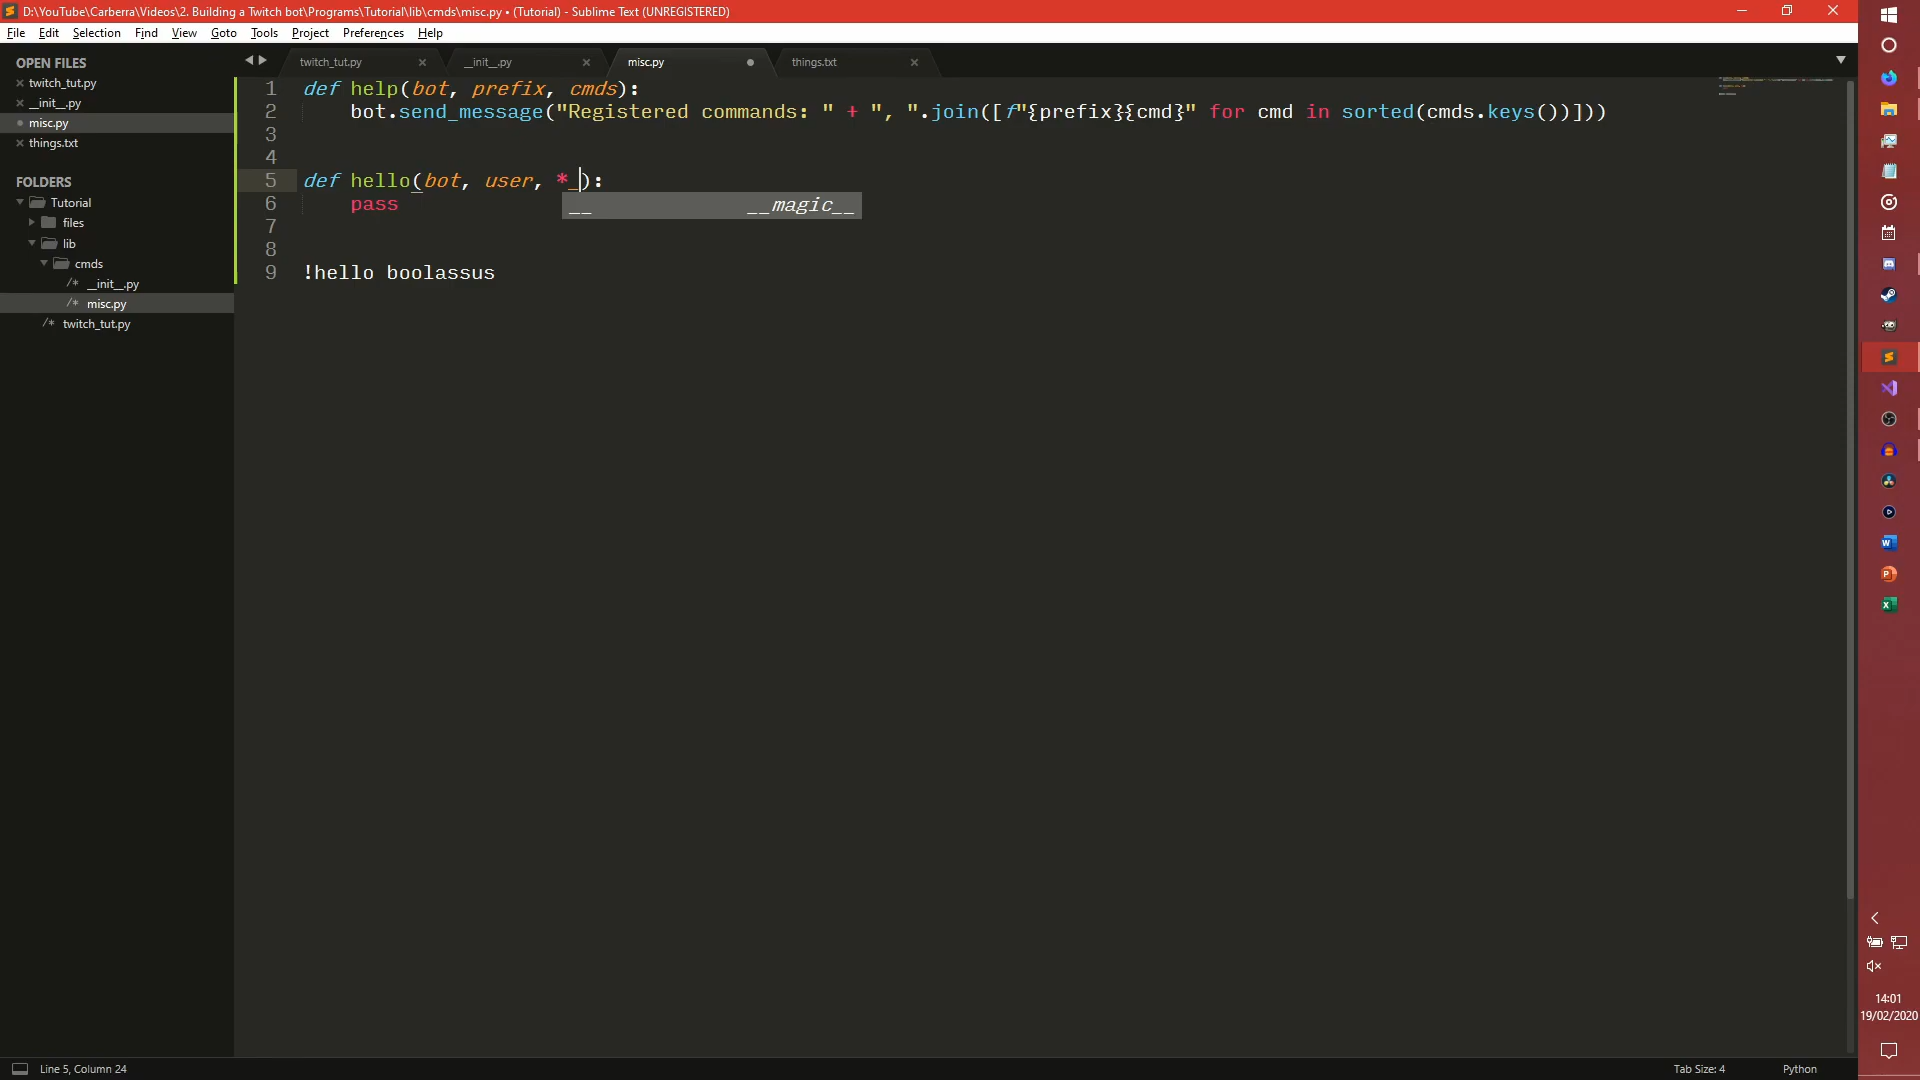 D:\YouTube\Carberra\Videos\2. Building a Twitch bot\Programs\Tutorial\lib\cmds\misc.py • (Tutorial) - Sublime Text (UNREGISTERED)
File Edit Selection Find View Goto Tools Project Preferences Help
OPEN FILES
twitch_tut.py
__init__.py
misc.py
things.txt
FOLDERS
Tutorial
files
lib
cmds
__init__.py
misc.py
twitch_tut.py
twitch_tut.py __init__.py misc.py things.txt
1 def help(bot, prefix, cmds):
2 bot.send_message("Registered commands: " + ", ".join([f"{prefix}{cmd}" for cmd in sorted(cmds.keys())]))
3
4
5 def hello(bot, user, *_):
6 pass
__ __magic__
7
8
9 !hello boolassus
14:01
19/02/2020
Line 5, Column 24
Tab Size: 4
Python